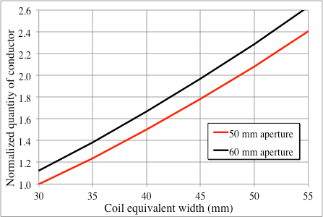 Normalized quantity of conductor
2.6
2.4
2.2
2.0
1.8
1.6
1.4
1.2
1.0
50 mm aperture
60 mm aperture
30 35 40 45 50 55
Coil equivalent width (mm)